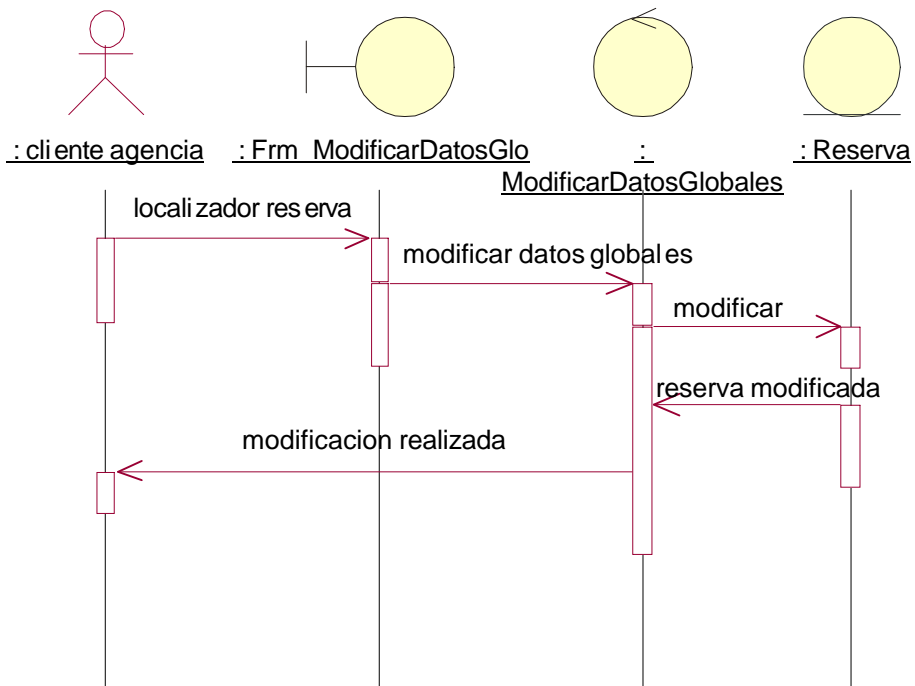 : cliente agencia
: Frm_ModificarDatosGlo
:
ModificarDatosGlobales
: Reserva
localizador reserva
modificar datos globales
modificar
reserva modificada
modificacion realizada